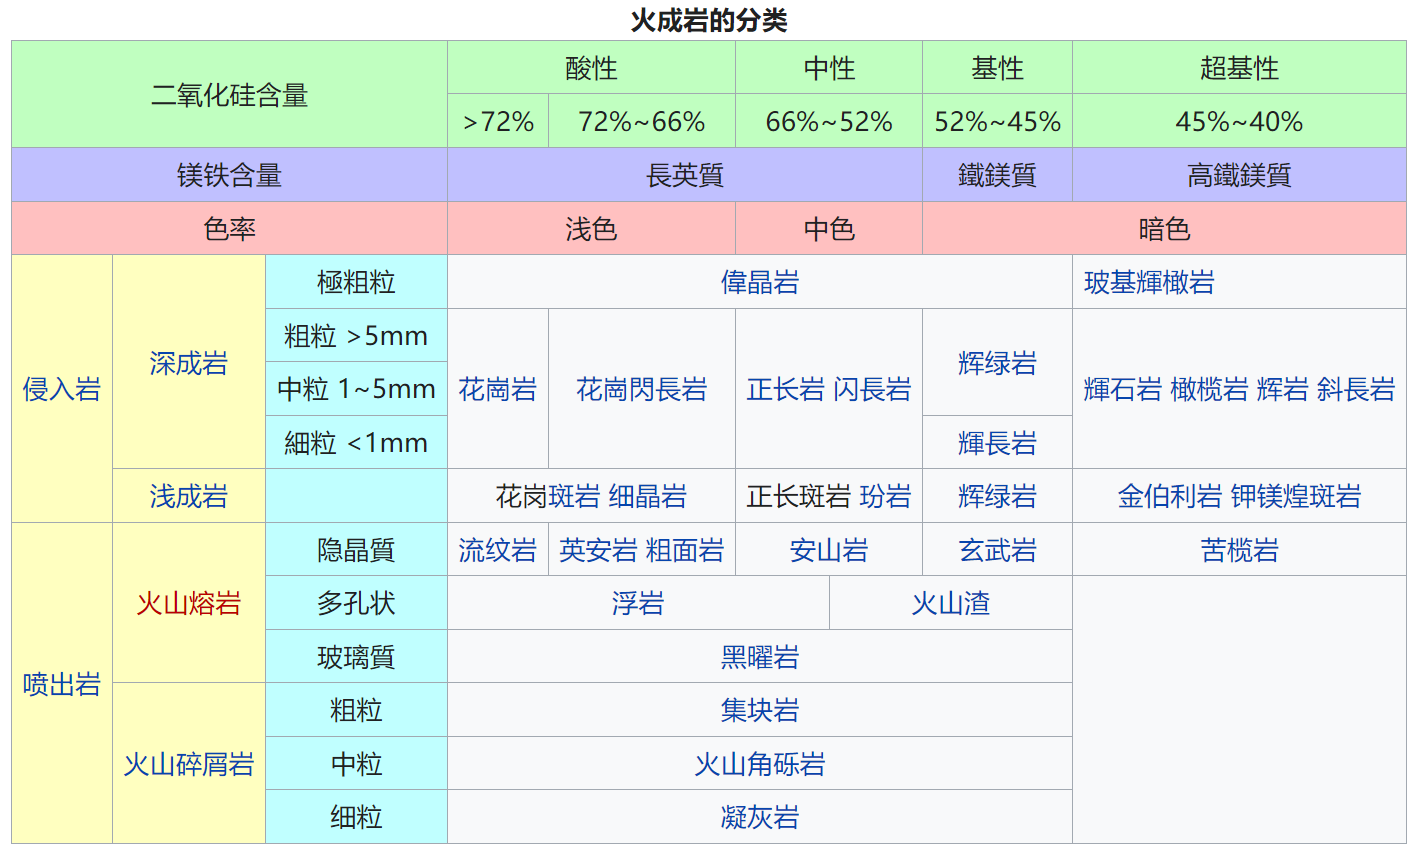 火成岩的分类
二氧化硅含量 酸性 中性 基性 超基性
>72% 72%~66% 66%~52% 52%~45% 45%~40%
镁铁含量 長英質 鐵鎂質 高鐵鎂質
色率 浅色 中色 暗色
侵入岩 深成岩 極粗粒 偉晶岩 玻基輝橄岩
粗粒 >5mm 花崗岩 花崗閃長岩 正长岩 闪長岩 辉绿岩 輝石岩 橄榄岩 辉岩 斜長岩
中粒 1~5mm
細粒 <1mm 輝長岩
浅成岩 花岗斑岩 细晶岩 正长斑岩 玢岩 辉绿岩 金伯利岩 钾镁煌斑岩
喷出岩 火山熔岩 隐晶質 流纹岩 英安岩 粗面岩 安山岩 玄武岩 苦榄岩
多孔状 浮岩 火山渣
玻璃質 黑曜岩
火山碎屑岩 粗粒 集块岩
中粒 火山角砾岩
细粒 凝灰岩